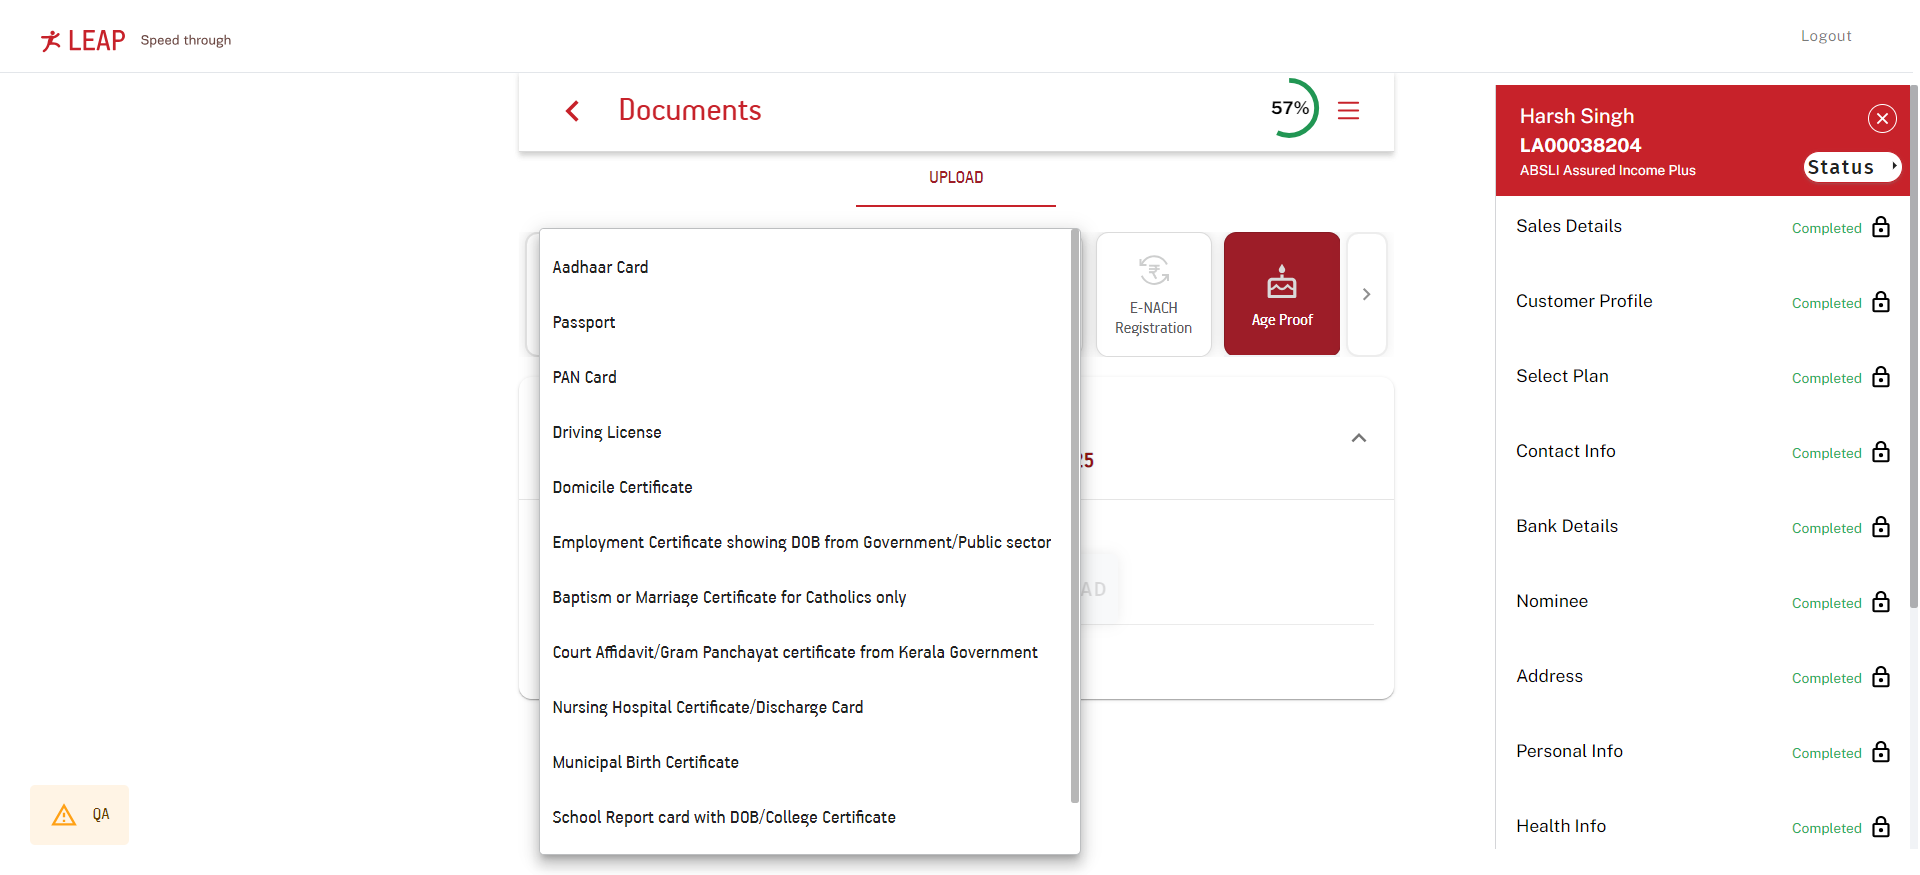 LEAP Speed through
Logout
Documents
57%
UPLOAD
Aadhaar Card
Passport
PAN Card
Driving License
Domicile Certificate
Employment Certificate showing DOB from Government/Public sector
Baptism or Marriage Certificate for Catholics only
Court Affidavit/Gram Panchayat certificate from Kerala Government
Nursing Hospital Certificate/Discharge Card
Municipal Birth Certificate
School Report card with DOB/College Certificate
E-NACH
Registration
Age Proof
QA
Harsh Singh
LA00038204
ABSLI Assured Income Plus
Status
Sales Details Completed
Customer Profile Completed
Select Plan Completed
Contact Info Completed
Bank Details Completed
Nominee Completed
Address Completed
Personal Info Completed
Health Info Completed